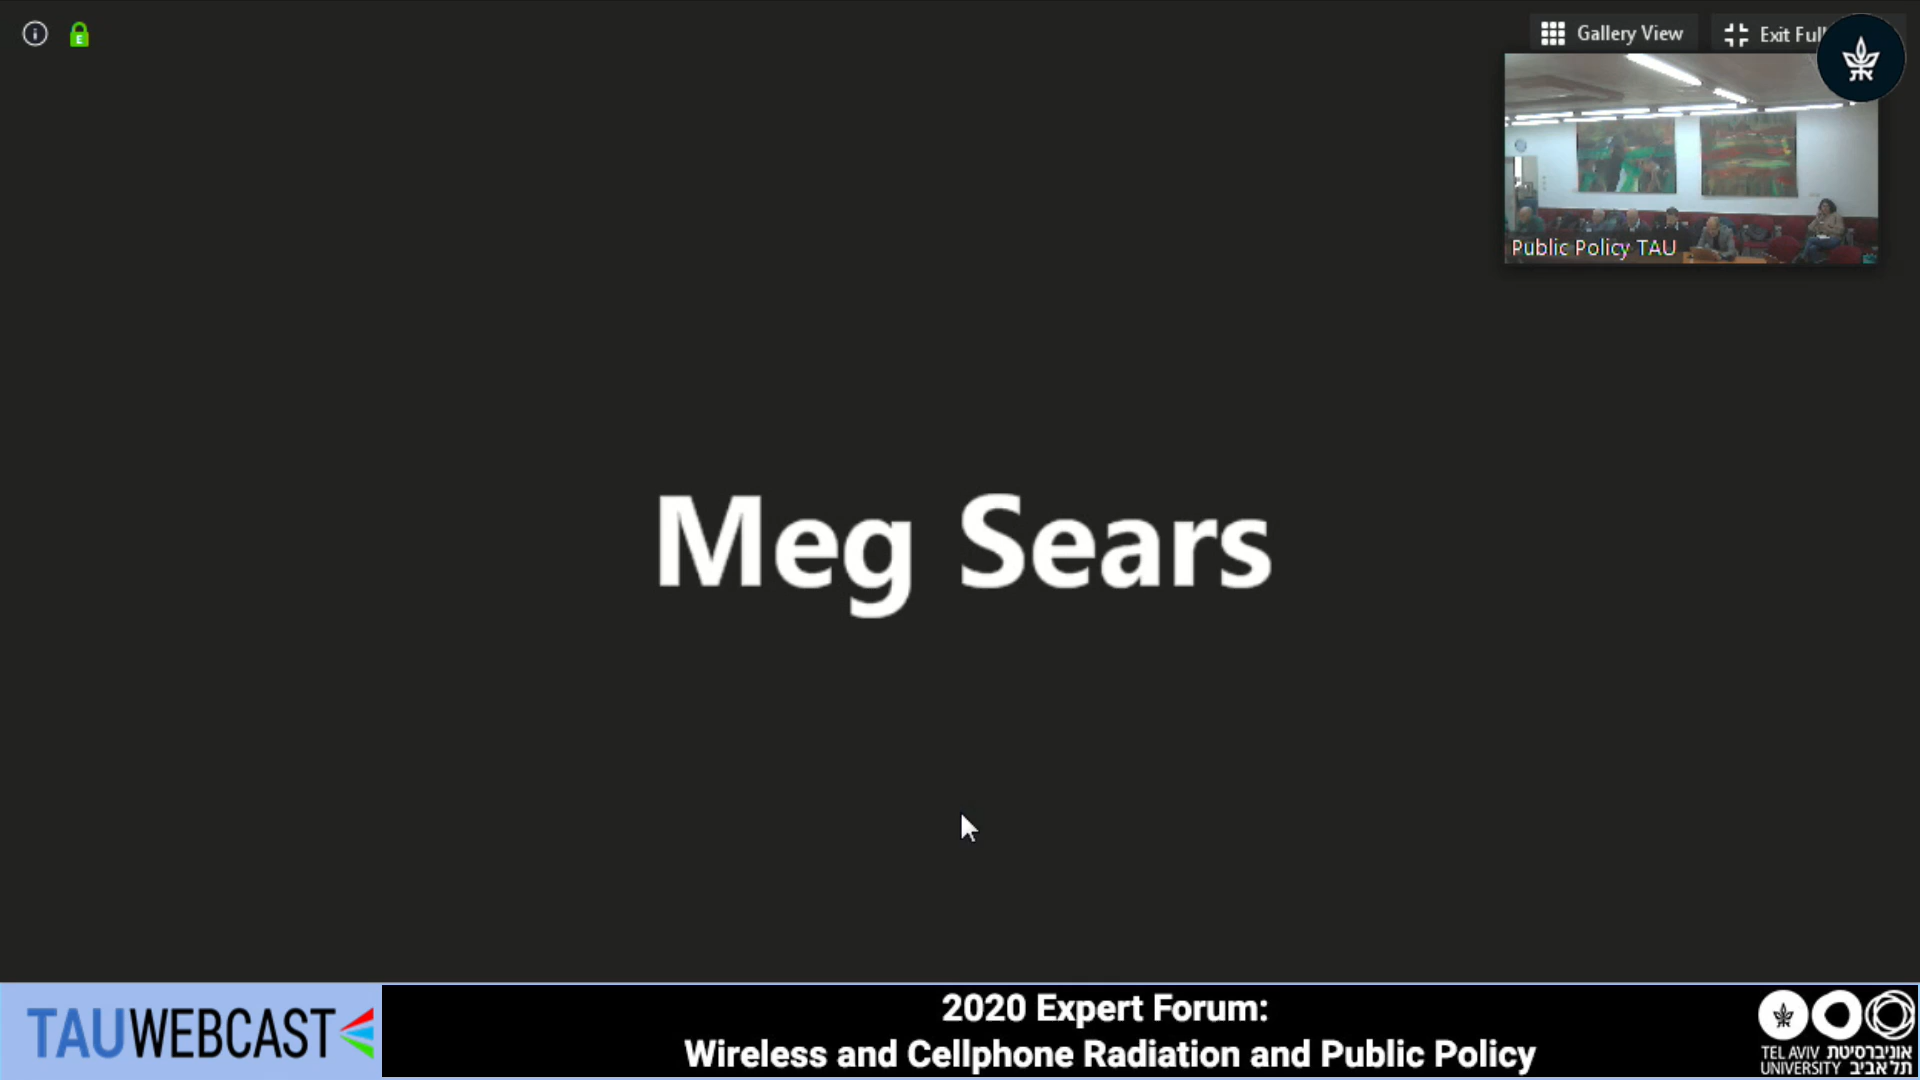 Gallery View
Exit Full
Public Policy TAU
Meg Sears
TAUWEBCAST
2020 Expert Forum:
Wireless and Cellphone Radiation and Public Policy
TEL AVIV אוניברסיטת
UNIVERSITY תל אביב